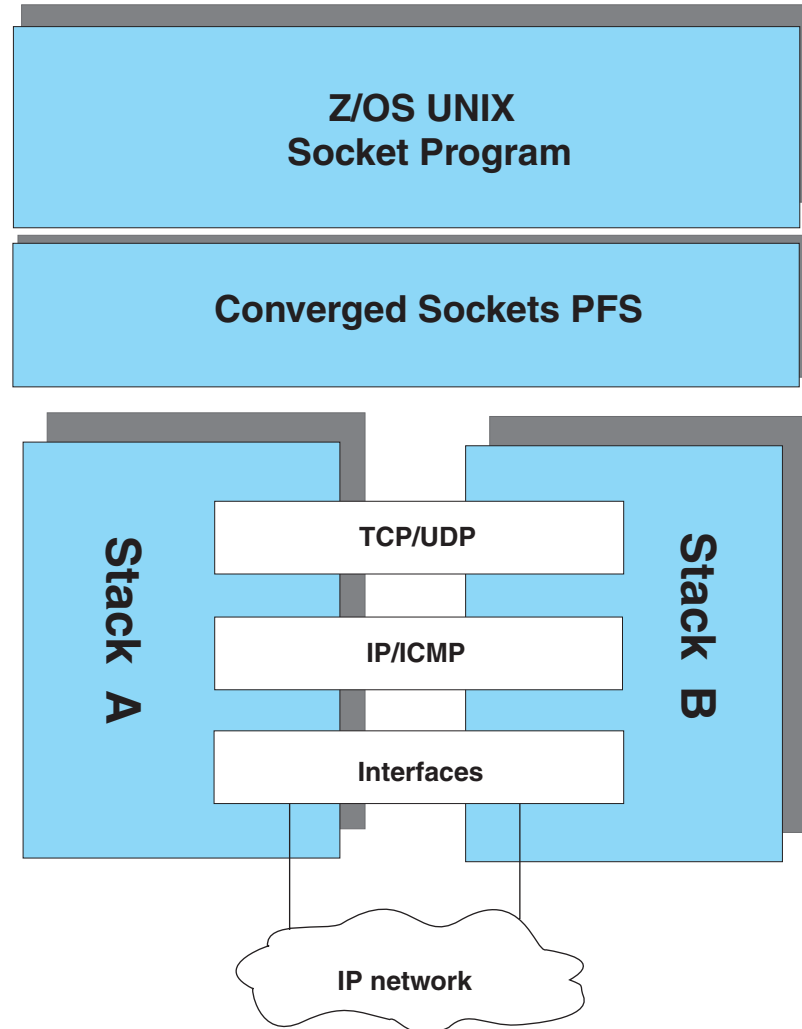 Z/OS UNIX
Socket Program
Converged Sockets PFS
Stack A
TCP/UDP
IP/ICMP
Interfaces
Stack B
IP network